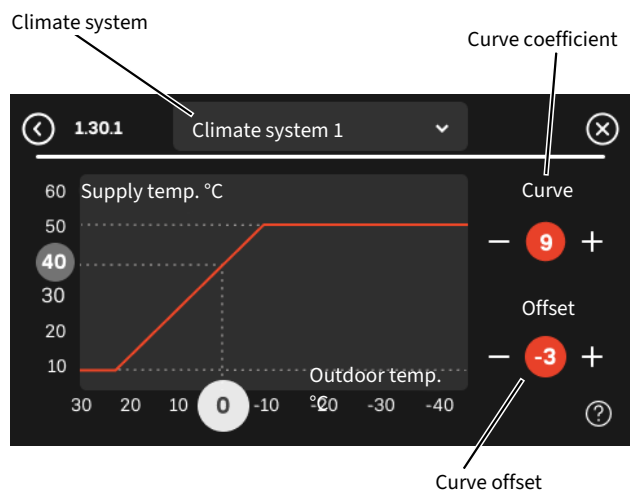 Climate system
Curve coefficient
1.30.1
Climate system 1
60
Supply temp. °C
50
40
30
20
10
Curve
9
Offset
-3
Outdoor temp.
°C
30 20 10 0 -10 -20 -30 -40
?
Curve offset